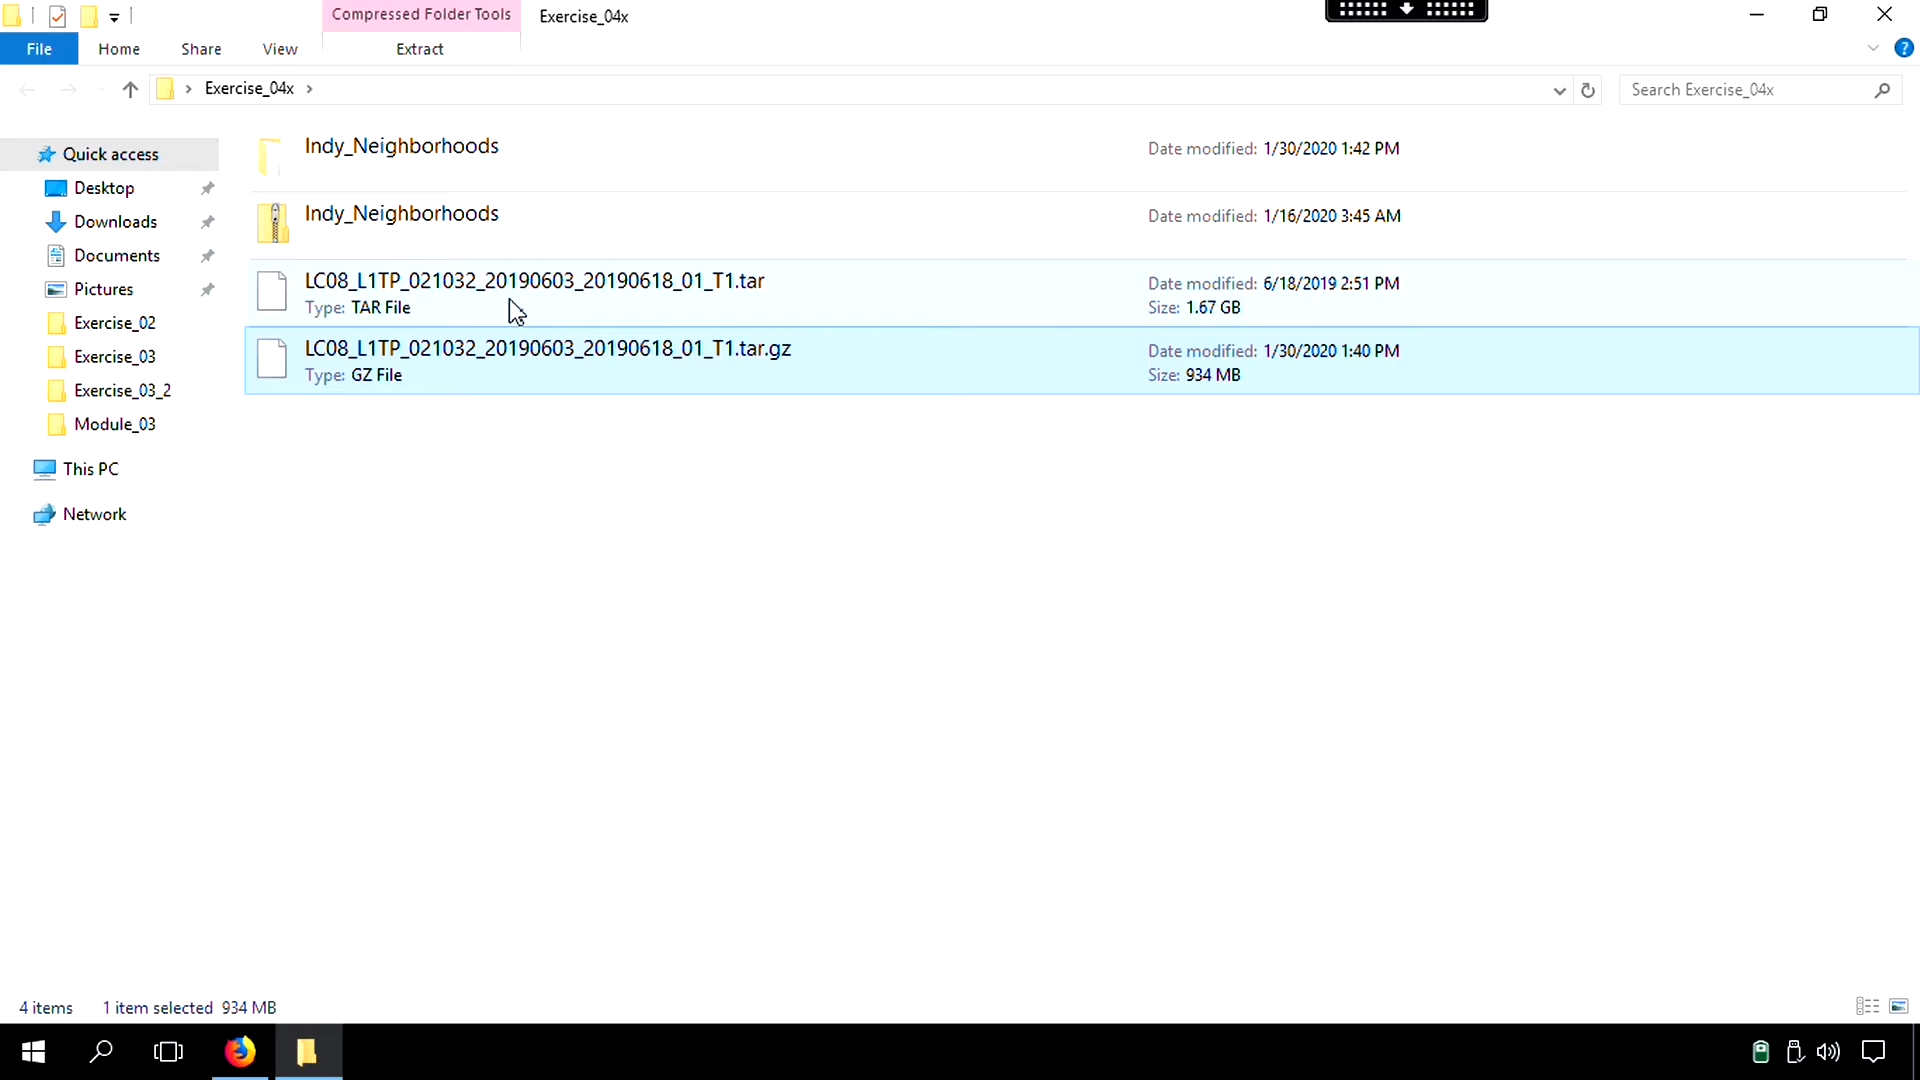 Compressed Folder Tools
Exercise_04x
File
Home
Share
View
Extract
?
Exercise_04x
Search Exercise_04x
Quick access
Desktop
Downloads
Documents
Pictures
Exercise_02
Exercise_03
Exercise_03_2
Module_03
This PC
Network
Indy_Neighborhoods
Date modified: 1/30/2020 1:42 PM
Indy_Neighborhoods
Date modified: 1/16/2020 3:45 AM
LC08_L1TP_021032_20190603_20190618_01_T1.tar
Date modified: 6/18/2019 2:51 PM
Type: TAR File
Size: 1.67 GB
LC08_L1TP_021032_20190603_20190618_01_T1.tar.gz
Date modified: 1/30/2020 1:40 PM
Type: GZ File
Size: 934 MB
4 items 1 item selected 934 MB